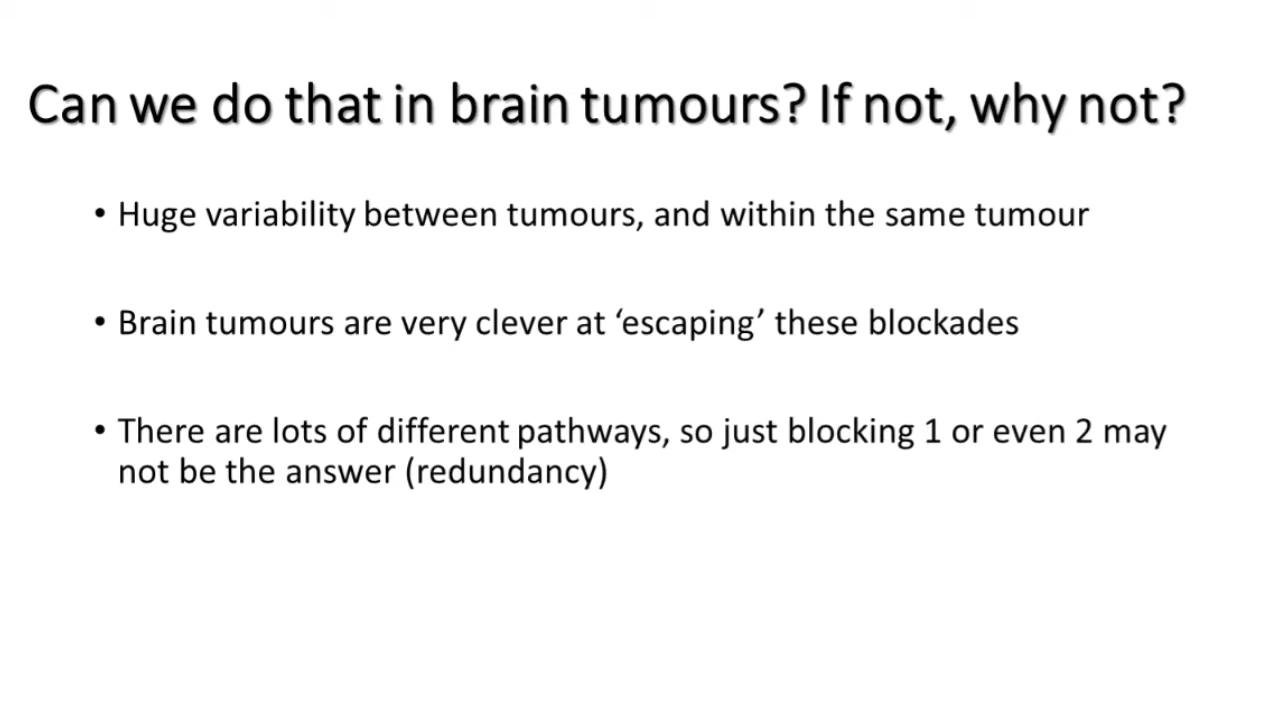 Can we do that in brain tumours? If not, why not?
• Huge variability between tumours, and within the same tumour
• Brain tumours are very clever at ‘escaping’ these blockades
• There are lots of different pathways, so just blocking 1 or even 2 may
not be the answer (redundancy)